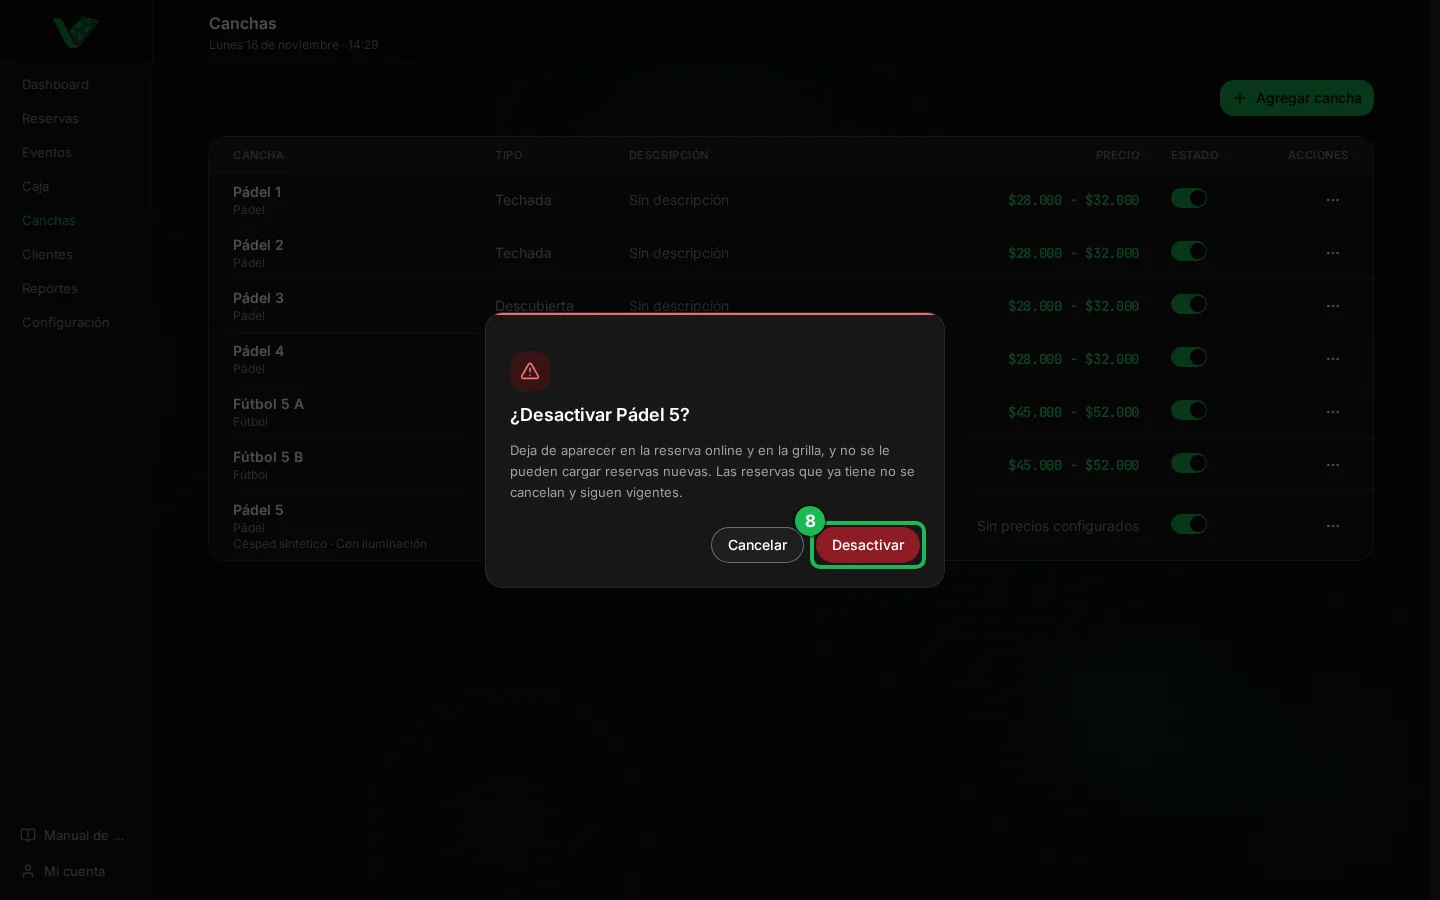 Canchas
Lunes 16 de noviembre · 14:29
Dashboard
Reservas
Eventos
Caja
Canchas
Clientes
Reportes
Configuración
Manual de ...
Mi cuenta
+ Agregar cancha
CANCHA TIPO DESCRIPCIÓN PRECIO ESTADO ACCIONES
Pádel 1
Pádel
Techada Sin descripción $28.000 - $32.000
Pádel 2
Pádel
Techada Sin descripción $28.000 - $32.000
Pádel 3
Pádel
Descubierta Sin descripción $28.000 - $32.000
Pádel 4
Pádel
$28.000 - $32.000
Fútbol 5 A
Fútbol
$45.000 - $52.000
Fútbol 5 B
Fútbol
$45.000 - $52.000
Pádel 5
Pádel
Césped sintético · Con iluminación
Sin precios configurados
¿Desactivar Pádel 5?
Deja de aparecer en la reserva online y en la grilla, y no se le
pueden cargar reservas nuevas. Las reservas que ya tiene no se
cancelan y siguen vigentes.
8
Cancelar Desactivar